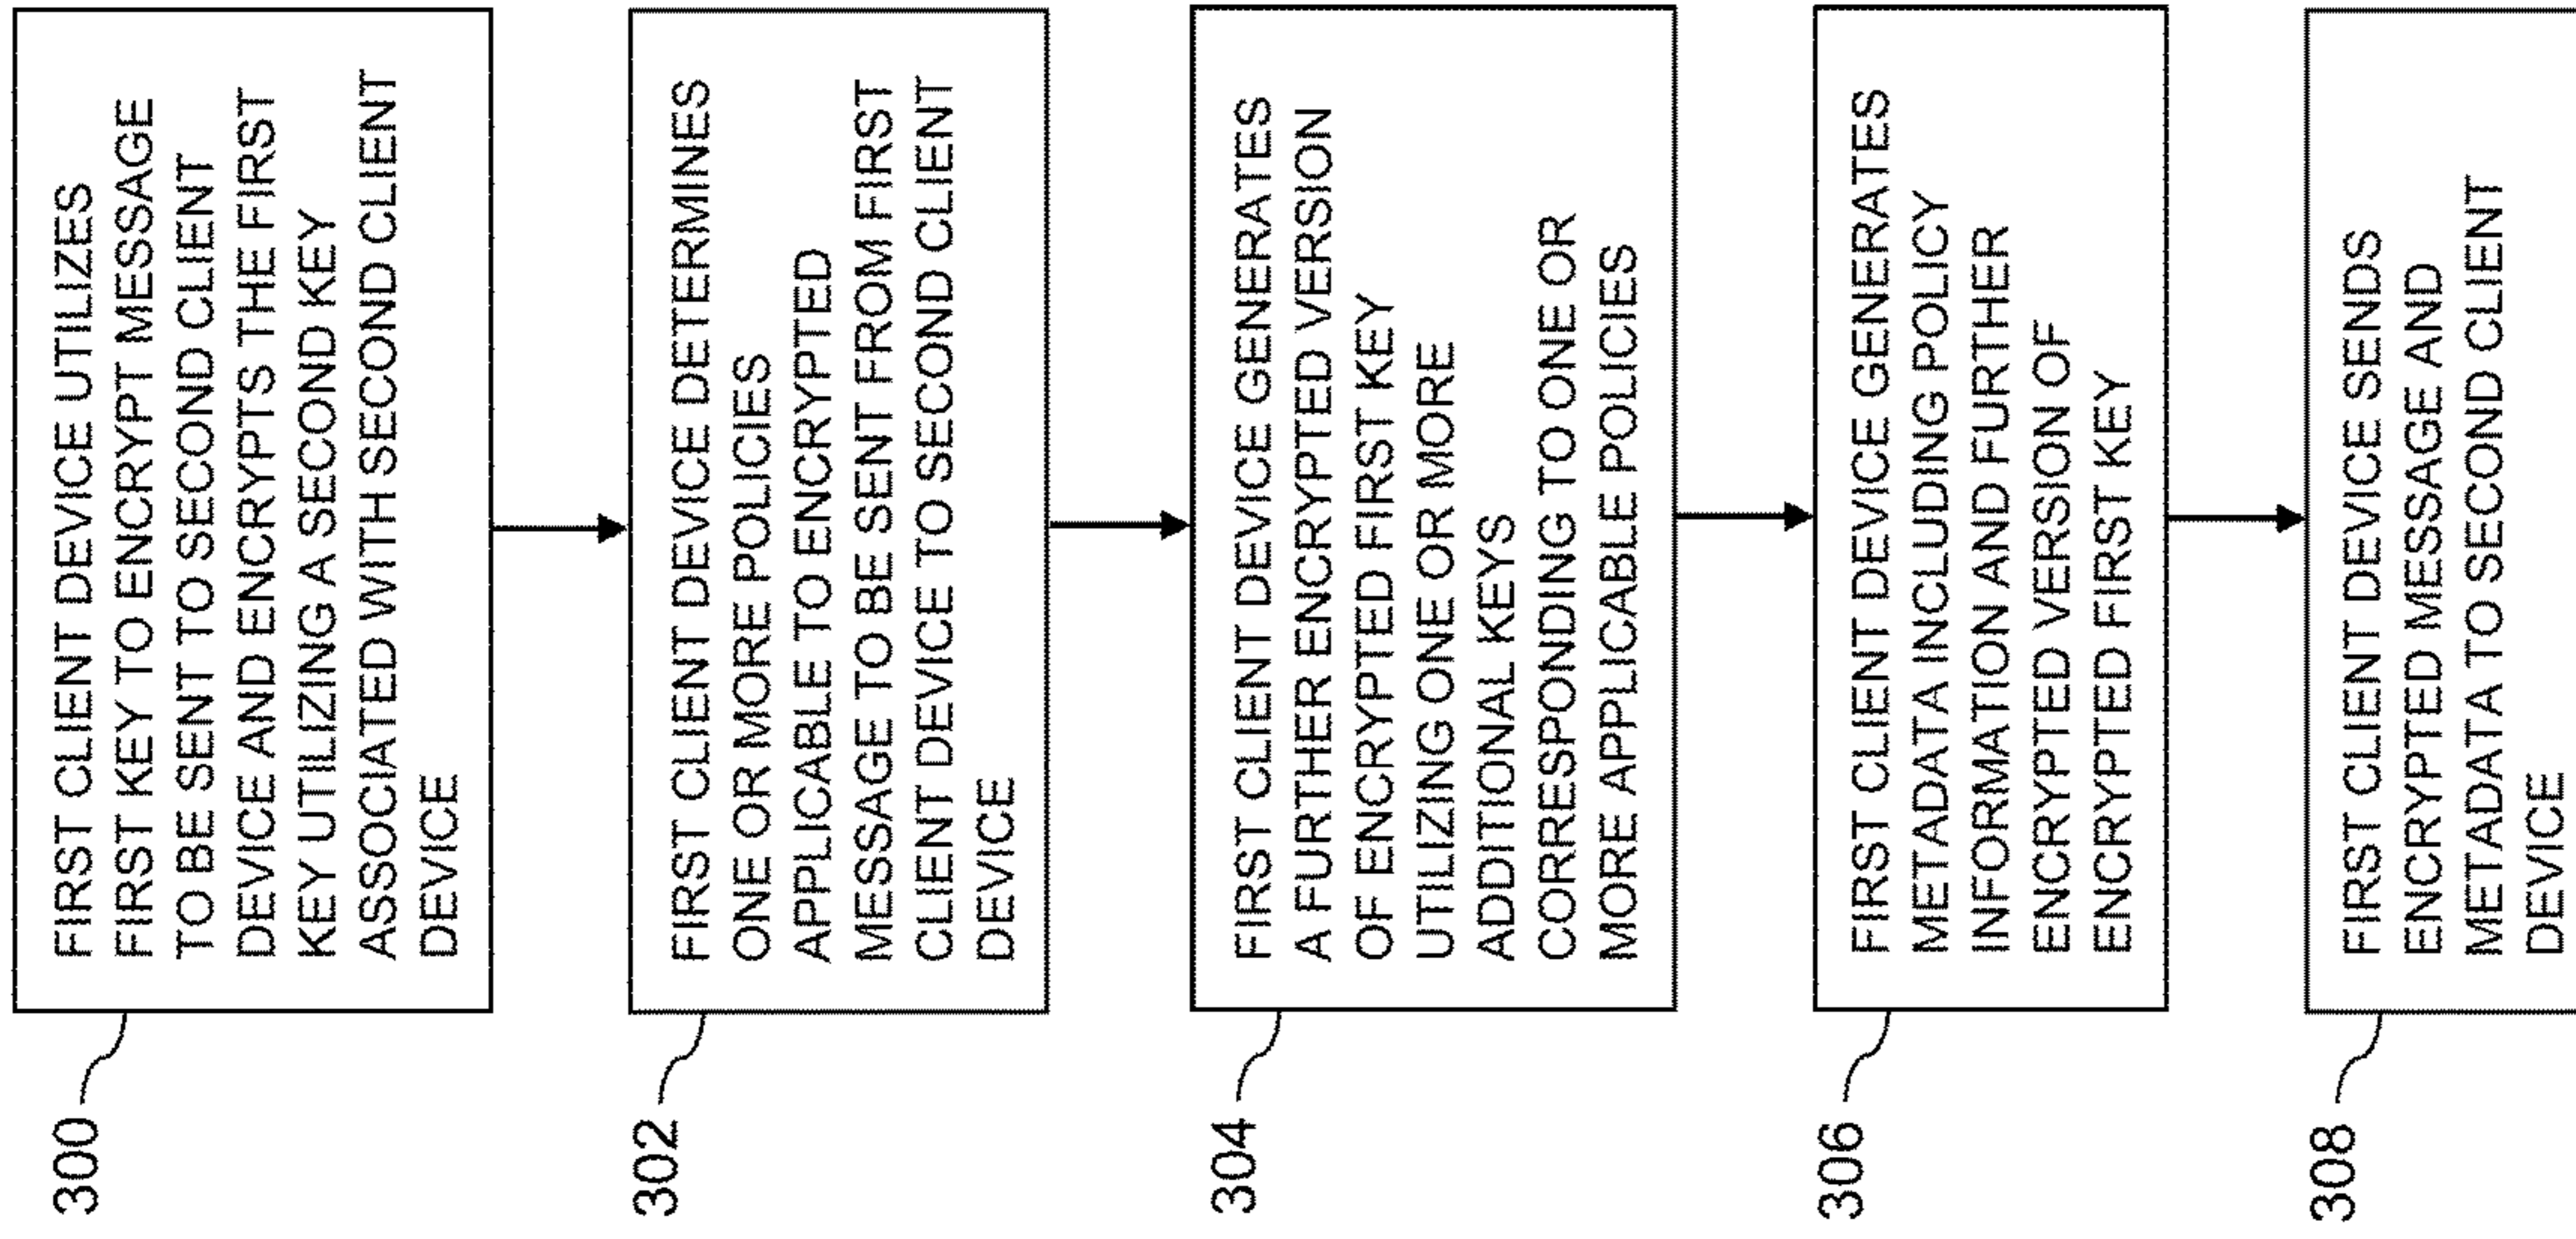 300
FIRST CLIENT DEVICE UTILIZES
FIRST KEY TO ENCRYPT MESSAGE
TO BE SENT TO SECOND CLIENT
DEVICE AND ENCRYPTS THE FIRST
KEY UTILIZING A SECOND KEY
ASSOCIATED WITH SECOND CLIENT
DEVICE
302
FIRST CLIENT DEVICE DETERMINES
ONE OR MORE POLICIES
APPLICABLE TO ENCRYPTED
MESSAGE TO BE SENT FROM FIRST
CLIENT DEVICE TO SECOND CLIENT
DEVICE
304
FIRST CLIENT DEVICE GENERATES
A FURTHER ENCRYPTED VERSION
OF ENCRYPTED FIRST KEY
UTILIZING ONE OR MORE
ADDITIONAL KEYS
CORRESPONDING TO ONE OR
MORE APPLICABLE POLICIES
306
FIRST CLIENT DEVICE GENERATES
METADATA INCLUDING POLICY
INFORMATION AND FURTHER
ENCRYPTED VERSION OF
ENCRYPTED FIRST KEY
308
FIRST CLIENT DEVICE SENDS
ENCRYPTED MESSAGE AND
METADATA TO SECOND CLIENT
DEVICE